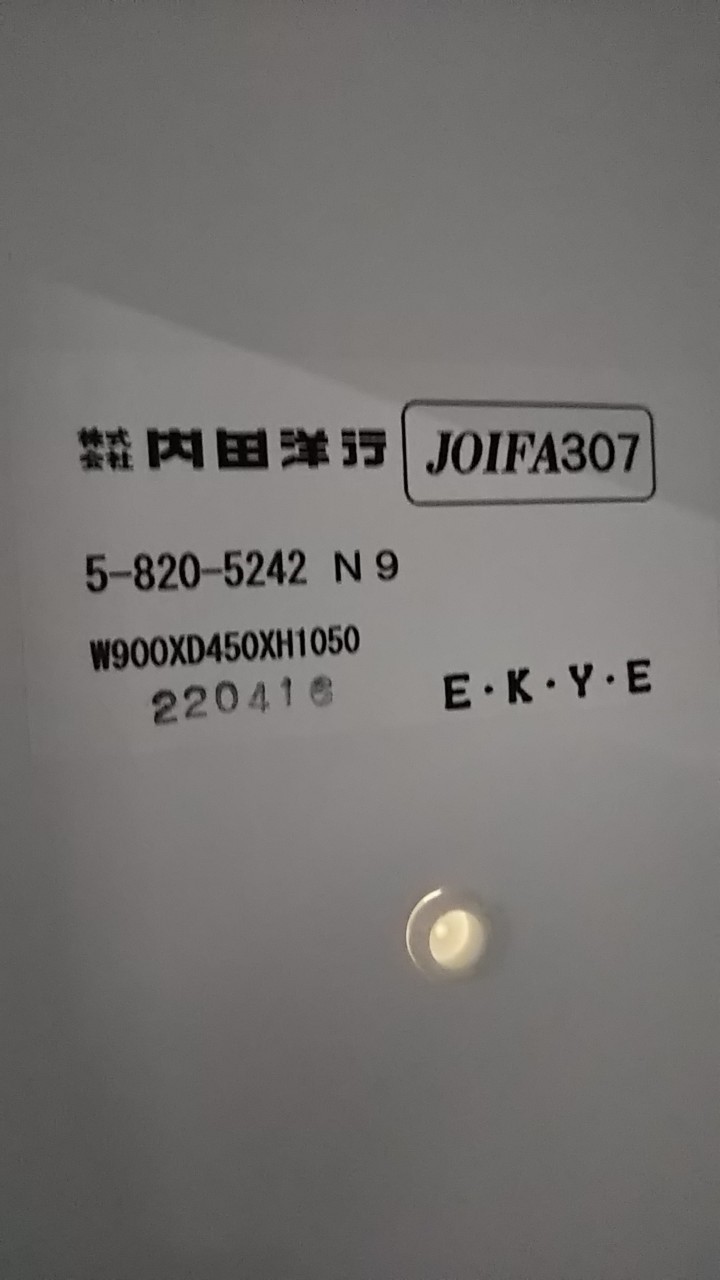 株式会社 内田洋行 JOIFA307
5-820-5242 N9
W900XD450XH1050
220416 E・K・Y・E